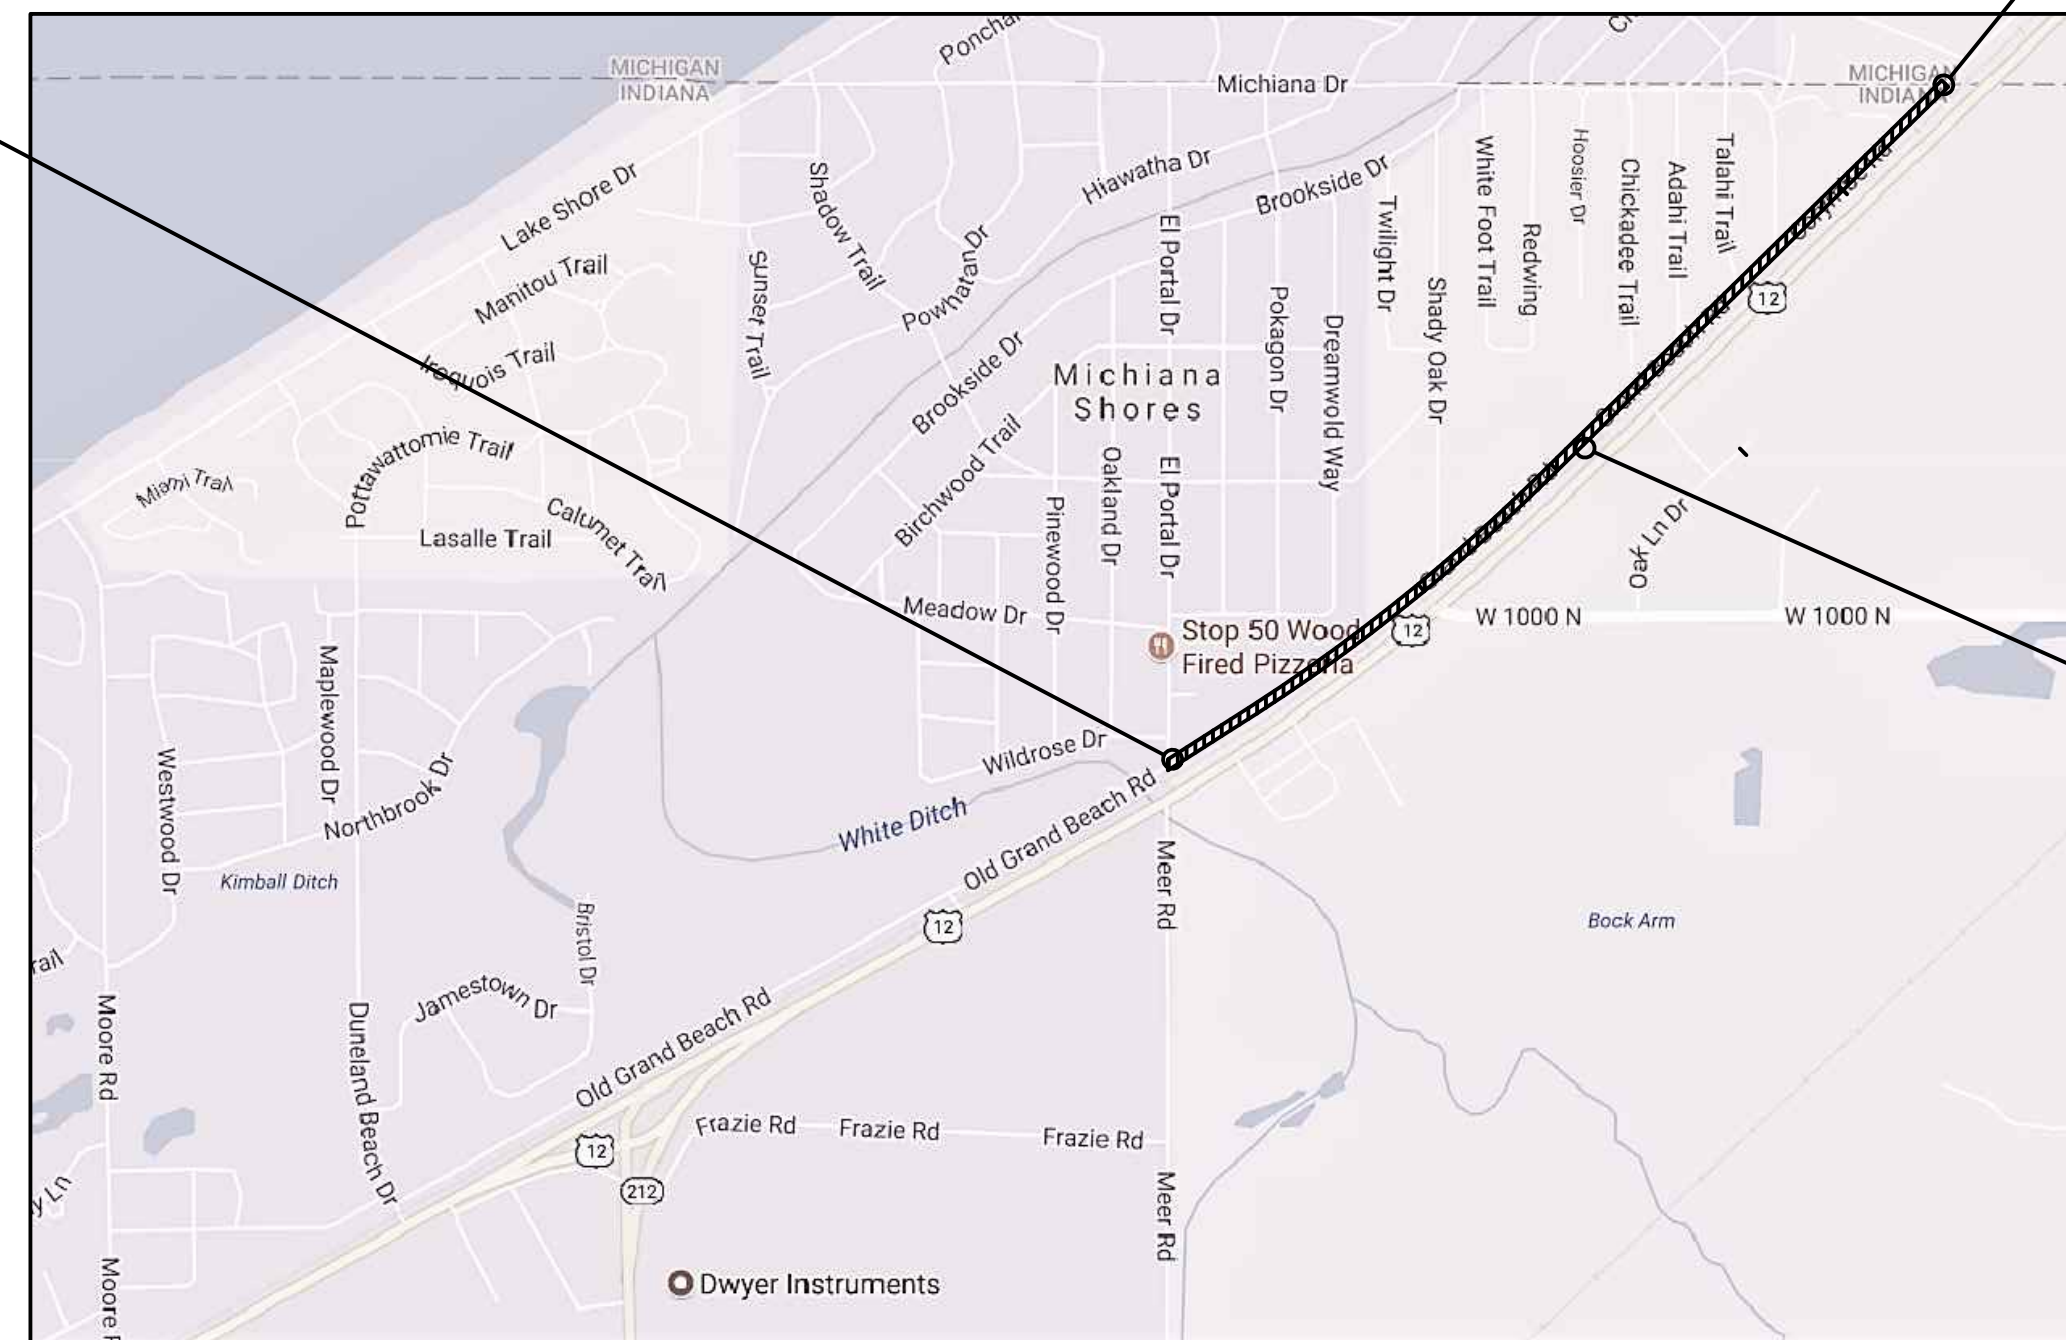 Ponchar
MICHIGAN
INDIANA
Michiana Dr
MICHIGAN
INDIANA
Lake Shore Dr
Manitou Trail
Iroquois Trail
Shadow Trail
Sunset Trail
Powhatan Dr
Hiawatha Dr
Brookside Dr
El Portal Dr
Twilight Dr
White Foot Trail
Redwing
Hoosier Dr
Chickadee Trail
Adahi Trail
Talahi Trail
12
Shady Oak Dr
Pokagon Dr
Dreamwold Way
Brookside Dr
Michiana
Shores
Birchwood Trail
Oakland Dr
El Portal Dr
Pinewood Dr
Pottawattomie Trail
Miami Trail
Lasalle Trail
Calumet Trail
Oak Ln Dr
Meadow Dr
Stop 50 Wood
Fired Pizzeria
12
W 1000 N
W 1000 N
Maplewood Dr
Westwood Dr
Northbrook Dr
Wildrose Dr
White Ditch
Old Grand Beach Rd
Meer Rd
Kimball Ditch
Bristol Dr
12
Bock Arm
rail
Jamestown Dr
Moore Rd
Duneland Beach Dr
Old Grand Beach Rd
Frazie Rd
Frazie Rd
Frazie Rd
12
212
y Ln
Meer Rd
Moore R
Dwyer Instruments